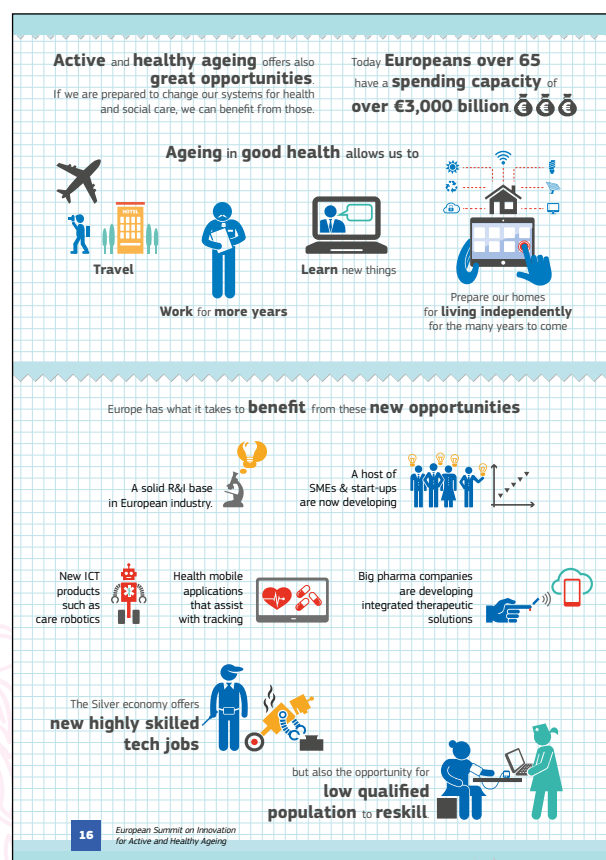 Active and healthy ageing offers also
great opportunities.
If we are prepared to change our systems for health
and social care, we can benefit from those.
Today Europeans over 65
have a spending capacity of
over €3,000 billion
Ageing in good health allows us to
HOTEL
Travel
Work for more years
Learn new things
Prepare our homes
for living independently
for the many years to come
Europe has what it takes to benefit from these new opportunities
A solid R&I base
in European industry.
A host of
SMEs & start-ups
are now developing
New ICT
products
such as
care robotics
Health mobile
applications
that assist
with tracking
Big pharma companies
are developing
integrated therapeutic
solutions
The Silver economy offers
new highly skilled
tech jobs
but also the opportunity for
low qualified
population to reskill.
16
European Summit on Innovation
for Active and Healthy Ageing